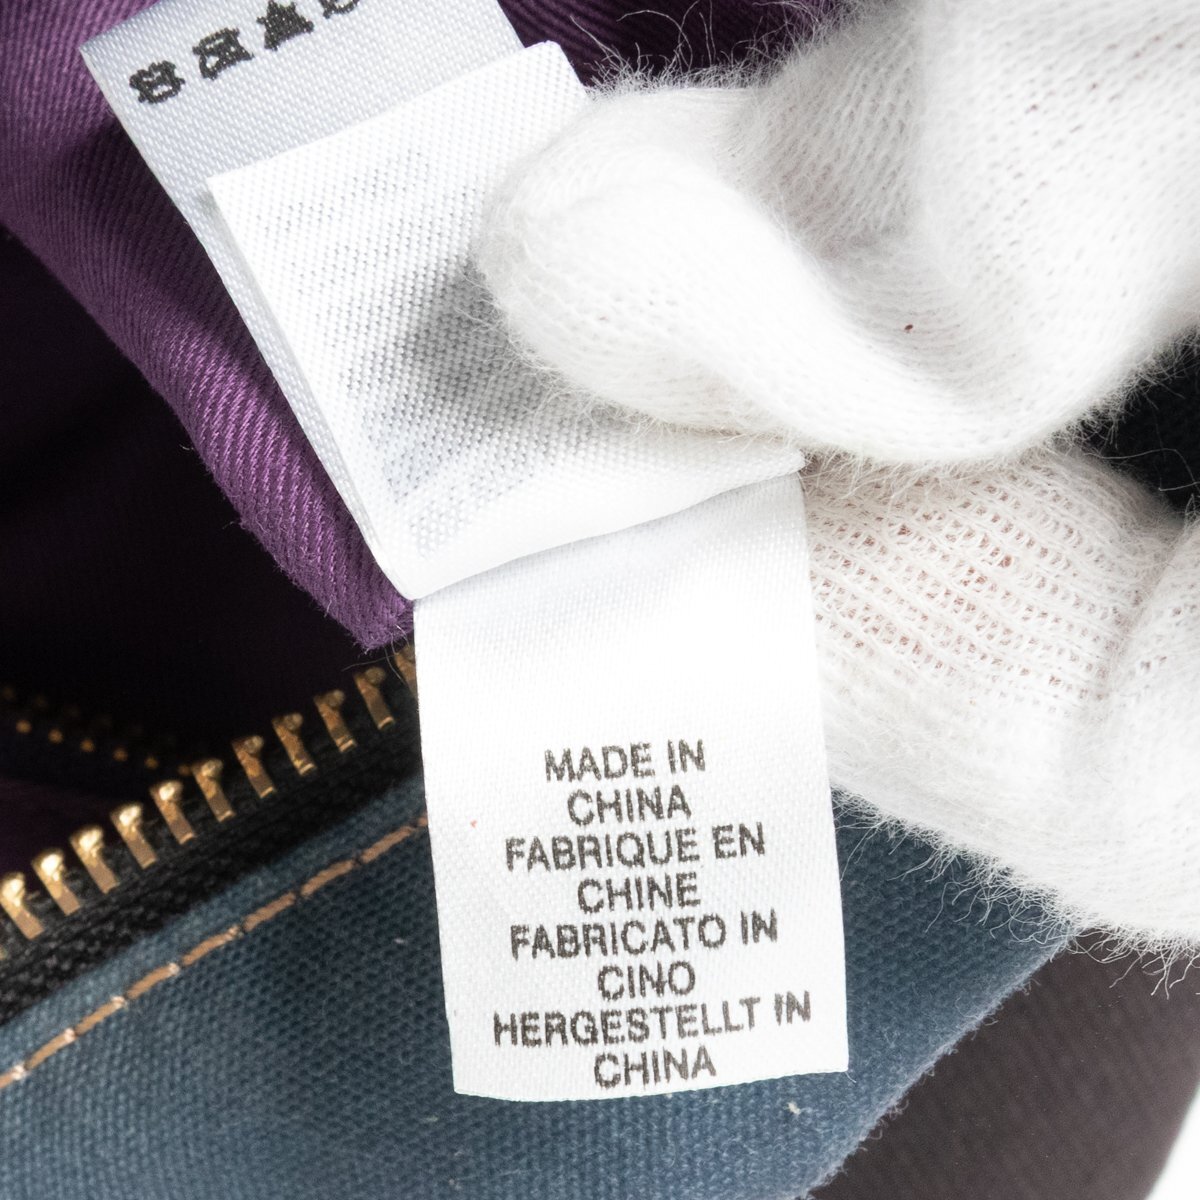 MADE IN
CHINA
FABRIQUE EN
CHINE
FABRICATO IN
CINO
HERGESTELLT IN
CHINA